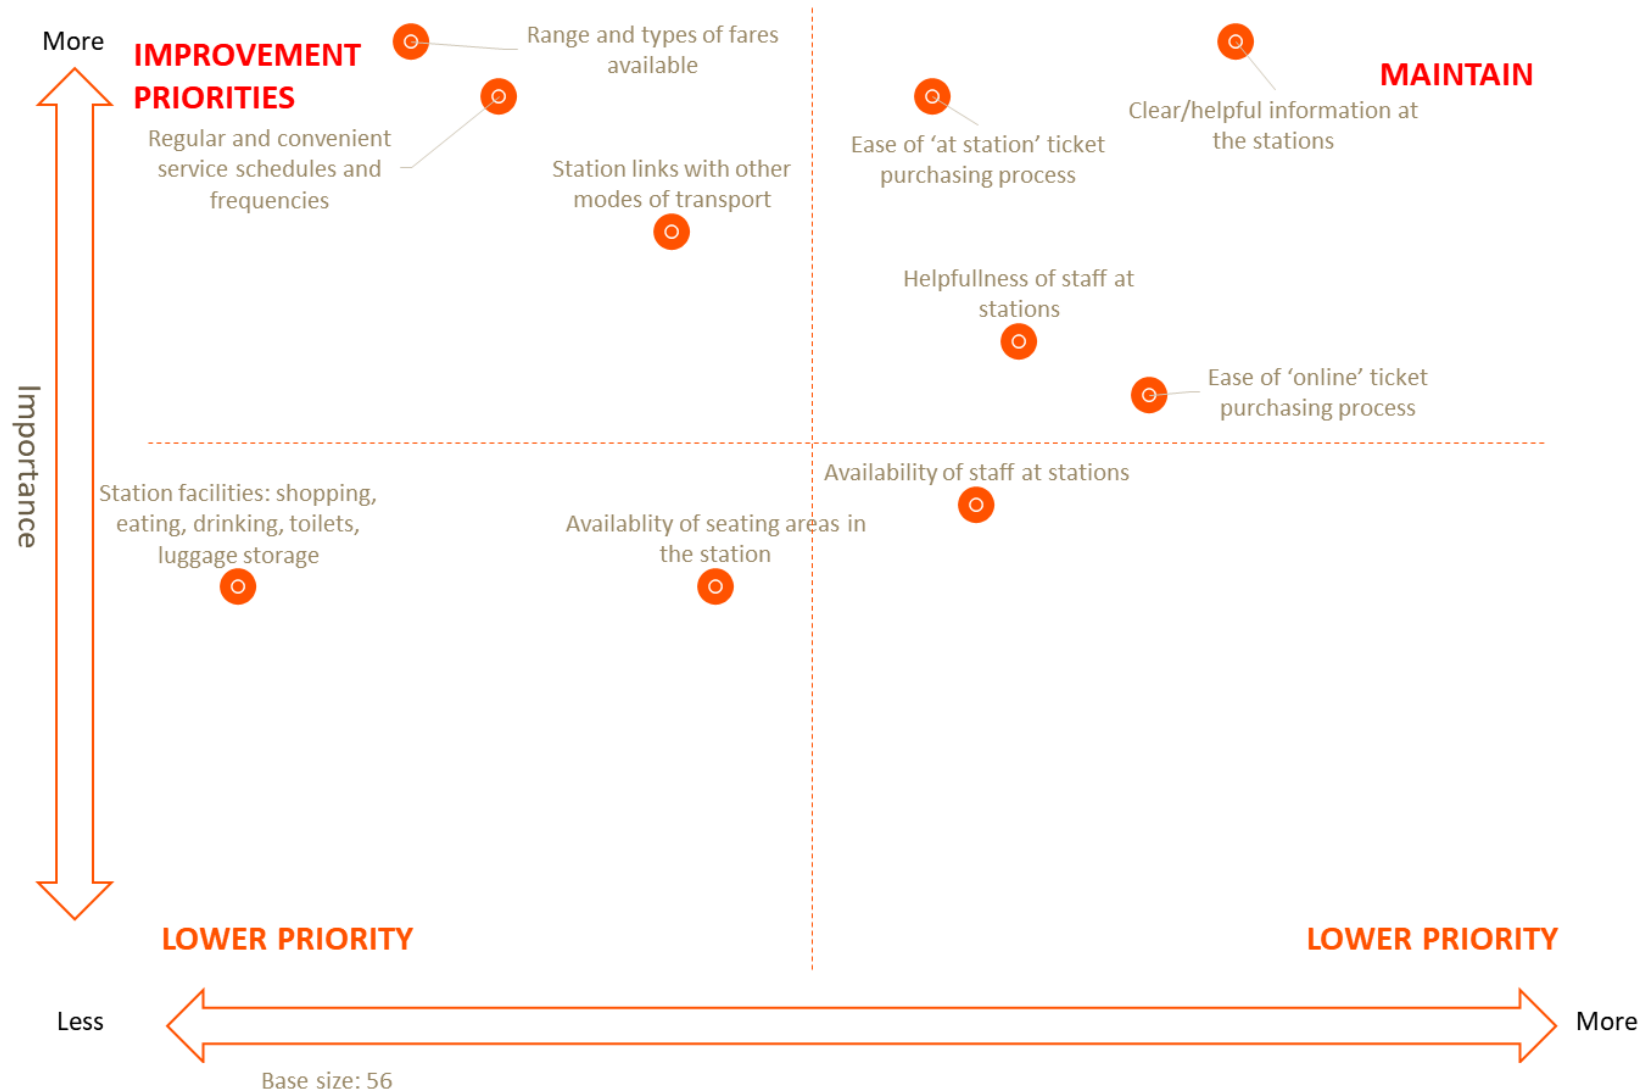 More
IMPROVEMENT
PRIORITIES
Range and types of fares
available
MAINTAIN
Clear/helpful information at
the stations
Regular and convenient
service schedules and
frequencies
Ease of ‘at station’ ticket
purchasing process
Station links with other
modes of transport
Helpfullness of staff at
stations
Ease of ‘online’ ticket
purchasing process
Importance
Availability of staff at stations
Station facilities: shopping,
eating, drinking, toilets,
luggage storage
Availablity of seating areas in
the station
LOWER PRIORITY
LOWER PRIORITY
Less
More
Base size: 56